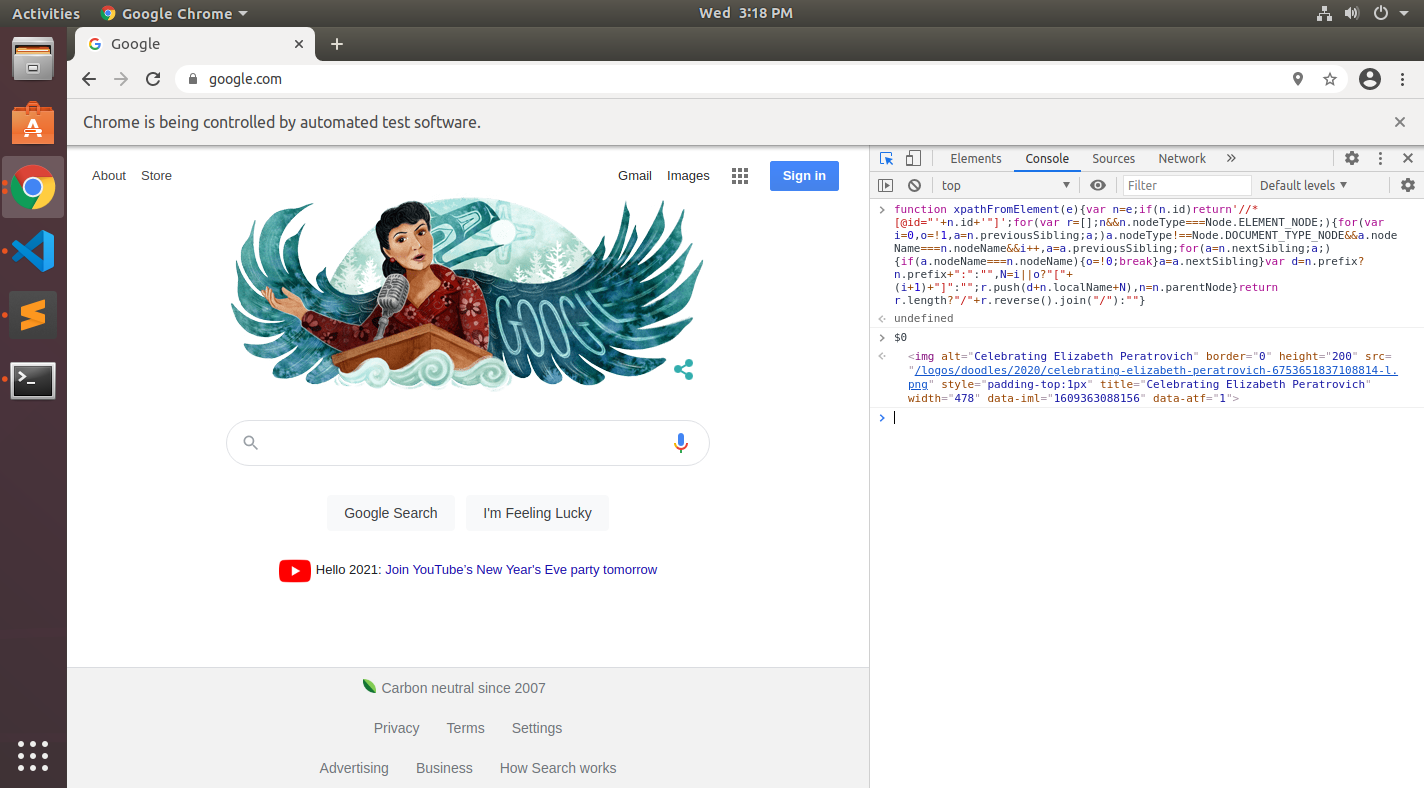 Activities Google Chrome Wed 3:18 PM
Google
google.com
Chrome is being controlled by automated test software.
About Store Gmail Images Sign in
GOOGLE
Google Search I'm Feeling Lucky
Hello 2021: Join YouTube's New Year's Eve party tomorrow
Carbon neutral since 2007
Privacy Terms Settings
Advertising Business How Search works
Elements Console Sources Network »
top Filter Default levels
function xpathFromElement(e){var n=e;if(n.id)return'//*
[@id="'+n.id+'"]';for(var r=[];n&&n.nodeType===Node.ELEMENT_NODE;){for(var
i=0,o=!1,a=n.previousSibling;a;)a.nodeType!==Node.DOCUMENT_TYPE_NODE&&a.node
Name===n.nodeName&&i++,a=a.previousSibling;for(a=n.nextSibling;a;)
{if(a.nodeName===n.nodeName){o=!0;break}a=a.nextSibling}var d=n.prefix?
n.prefix+":":"",N=i||o?"["+
(i+1)+"]":"";r.push(d+n.localName+N),n=n.parentNode}return
r.length?"/"+r.reverse().join("/"):""}
undefined
$0
<img alt="Celebrating Elizabeth Peratrovich" border="0" height="200" src=
"/logos/doodles/2020/celebrating-elizabeth-peratrovich-6753651837108814-l.
png" style="padding-top:1px" title="Celebrating Elizabeth Peratrovich"
width="478" data-iml="1609363088156" data-atf="1">